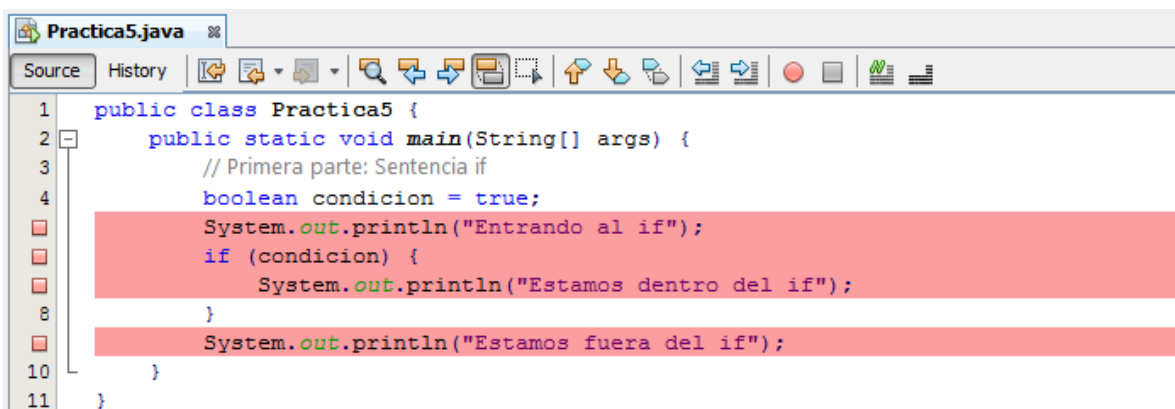 Practica5.java
Source History
1 public class Practica5 {
2 public static void main(String[] args) {
3 // Primera parte: Sentencia if
4 boolean condicion = true;
System.out.println("Entrando al if");
if (condicion) {
System.out.println("Estamos dentro del if");
8 }
System.out.println("Estamos fuera del if");
10 }
11 }